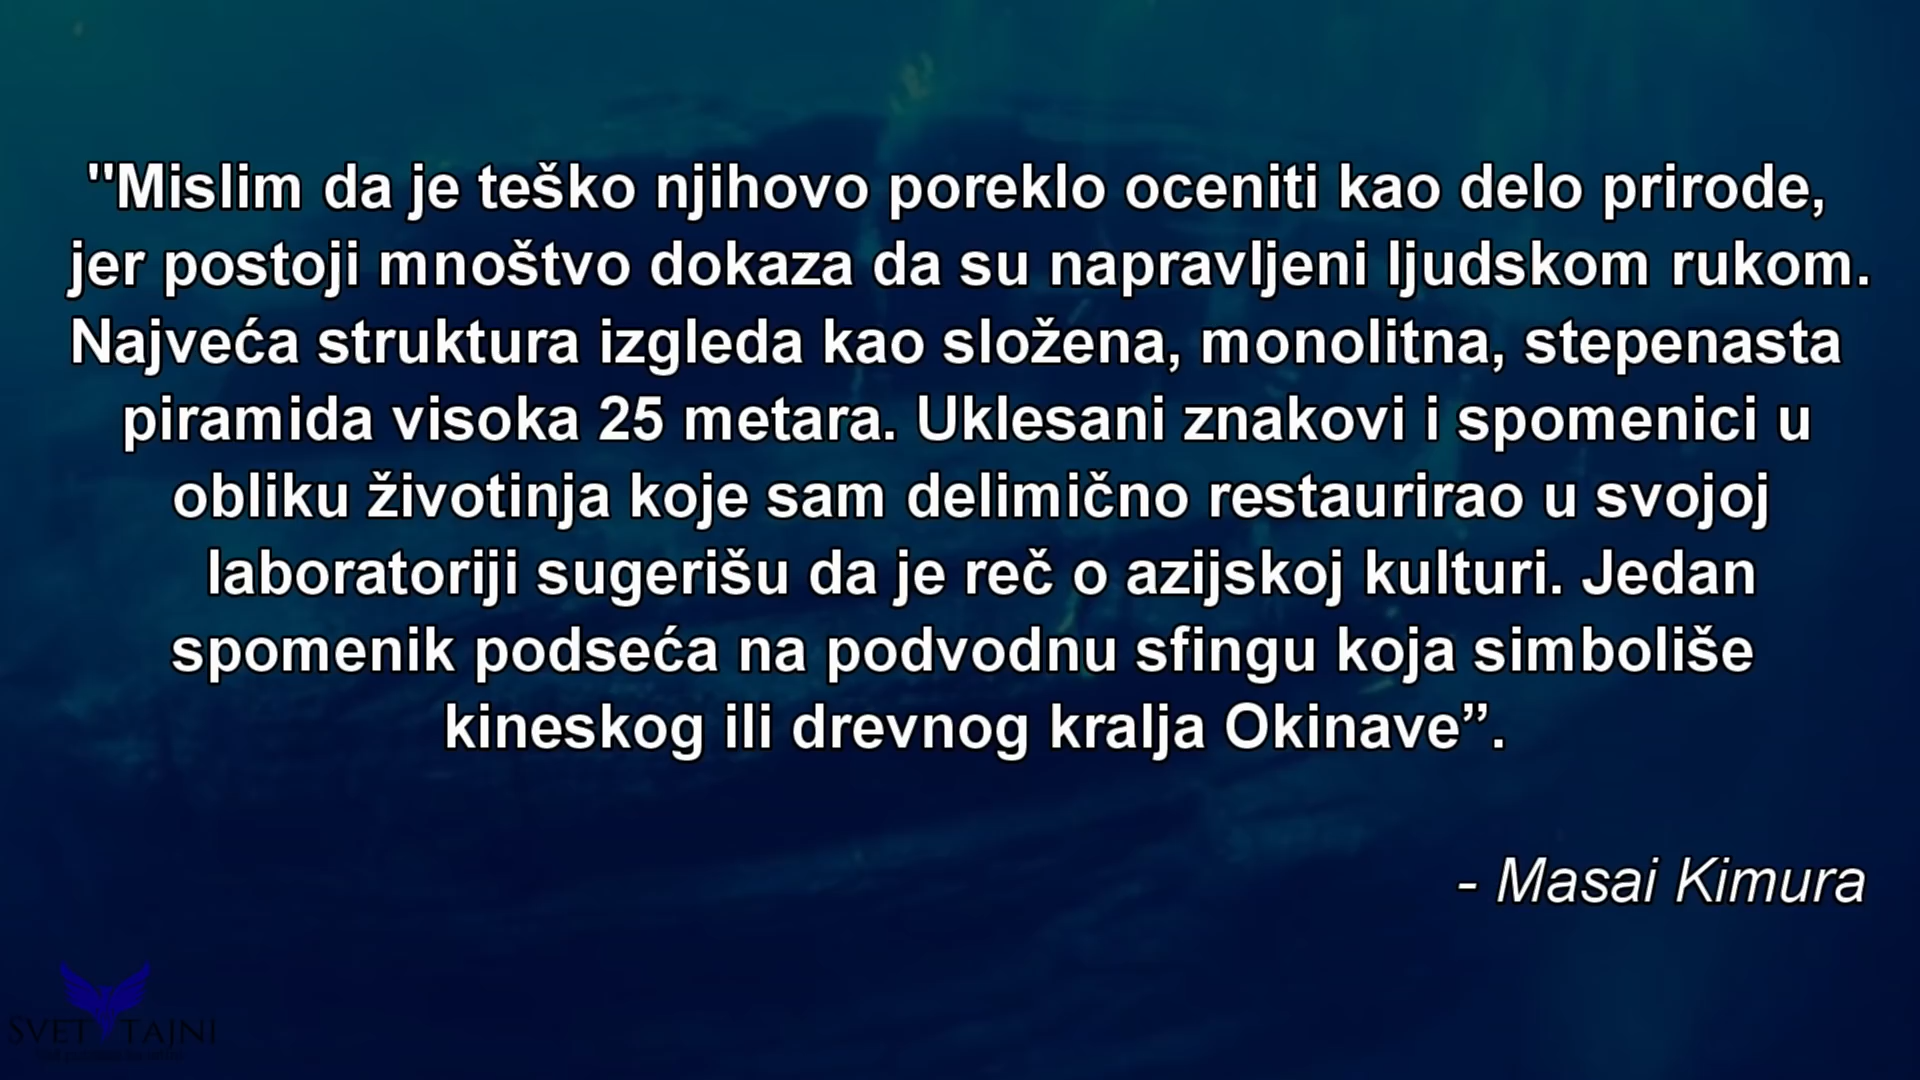 "Mislim da je teško njihovo poreklo oceniti kao delo prirode,
jer postoji mnoštvo dokaza da su napravljeni ljudskom rukom.
Najveća struktura izgleda kao složena, monolitna, stepenasta
piramida visoka 25 metara. Uklesani znakovi i spomenici u
obliku životinja koje sam delimično restaurirao u svojoj
laboratoriji sugerišu da je reč o azijskoj kulturi. Jedan
spomenik podseća na podvodnu sfingu koja simboliše
kineskog ili drevnog kralja Okinave”.
- Masai Kimura
SVET TAJNI